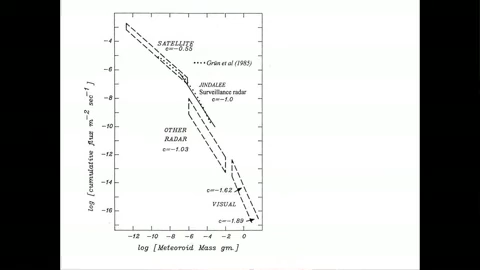 SATELLITE
c=-0.55
Grün et al (1985)
JINDALEE
Surveillance radar
c=-1.0
OTHER
RADAR
c=-1.03
c=-1.62
VISUAL
c=-1.89
-4
-6
-8
-10
-12
-14
-16
-12 -10 -8 -6 -4 -2 0
log [cumulative flux m⁻² sec⁻¹]
log [Meteoroid Mass gm.]